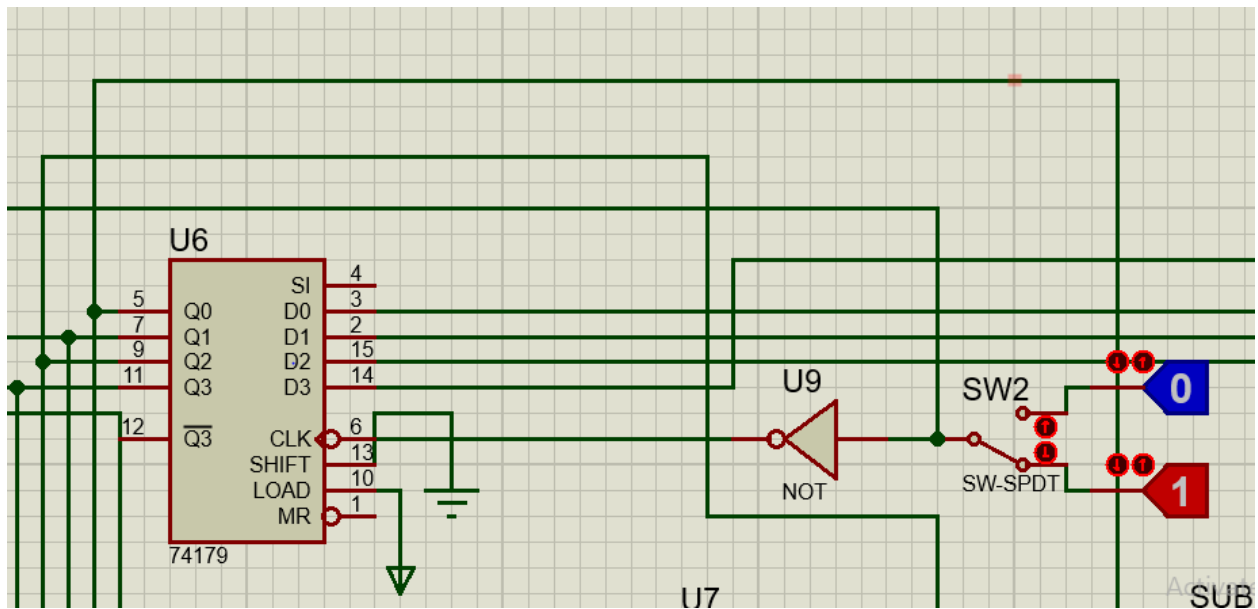 U6
SI 4
5 Q0 D0 3
7 Q1 D1 2
9 Q2 D2 15
11 Q3 D3 14
12 Q3 CLK 6
SHIFT 13
LOAD 10
MR 1
74179
U9
NOT
SW2
SW-SPDT
0
1
U7
SUB